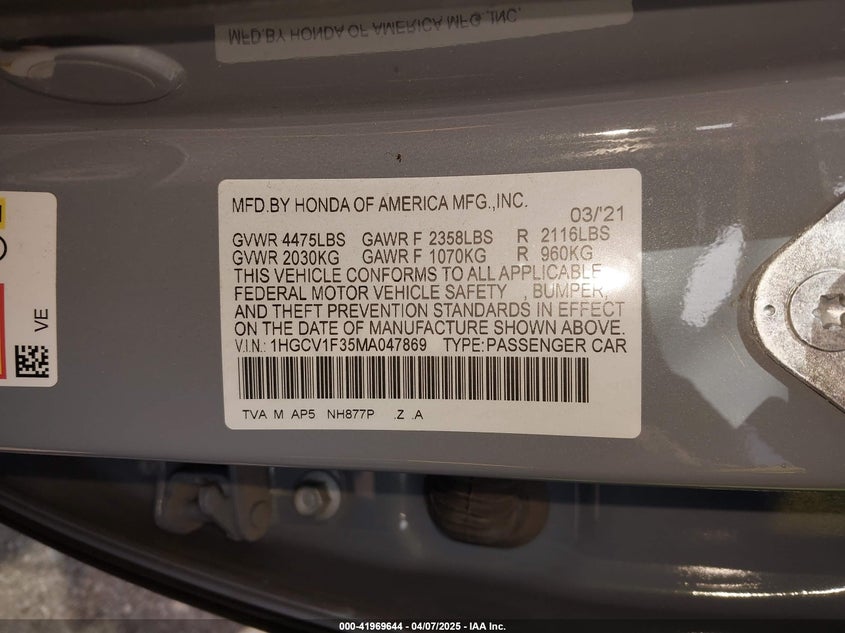 MFD.BY HONDA OF AMERICA MFG.,INC.
MFD.BY HONDA OF AMERICA MFG.,INC.
03/'21
GVWR 4475LBS GAWR F 2358LBS R 2116LBS
GVWR 2030KG GAWR F 1070KG R 960KG
THIS VEHICLE CONFORMS TO ALL APPLICABLE
FEDERAL MOTOR VEHICLE SAFETY , BUMPER,
AND THEFT PREVENTION STANDARDS IN EFFECT
ON THE DATE OF MANUFACTURE SHOWN ABOVE.
V.I.N.: 1HGCV1F35MA047869 TYPE:PASSENGER CAR
TVA M AP5 NH877P .Z .A
VE
000-41969644 - 04/07/2025 - IAA Inc.